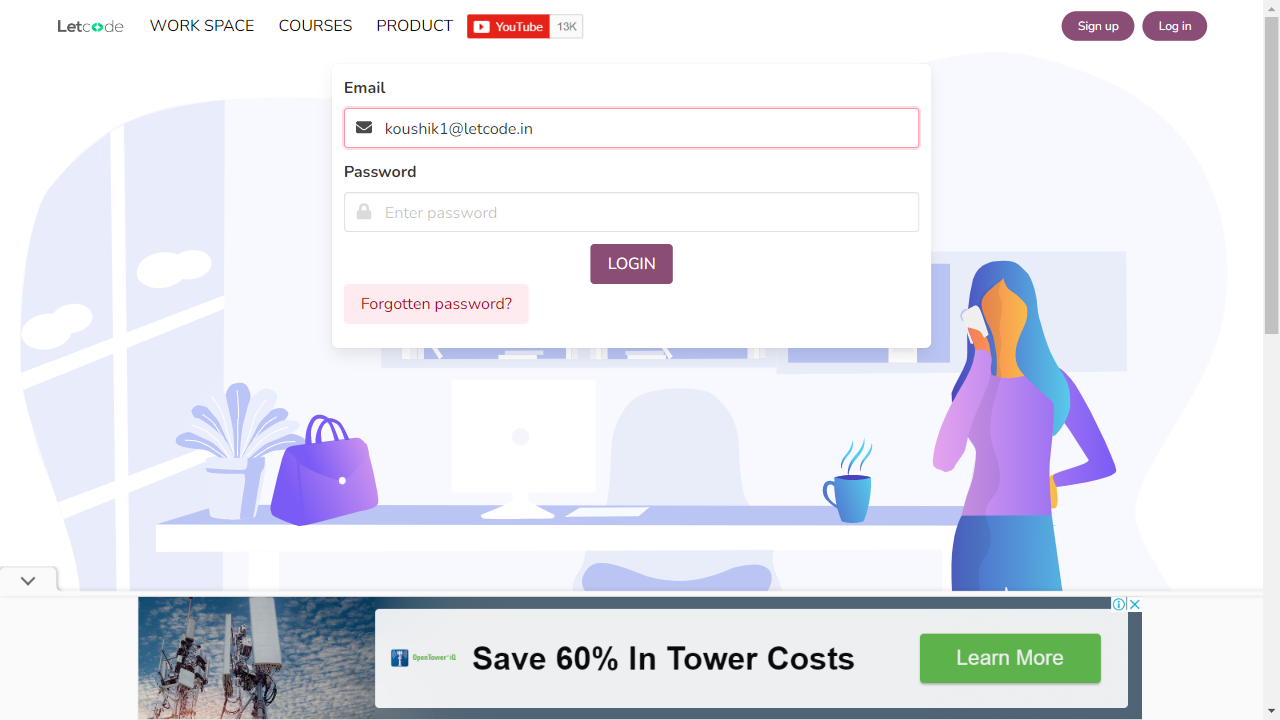 Letcode
WORK SPACE
COURSES
PRODUCT
YouTube
13K
Sign up
Log in
Email
koushik1@letcode.in
Password
Enter password
LOGIN
Forgotten password?
OpenTower iQ
Save 60% In Tower Costs
Learn More